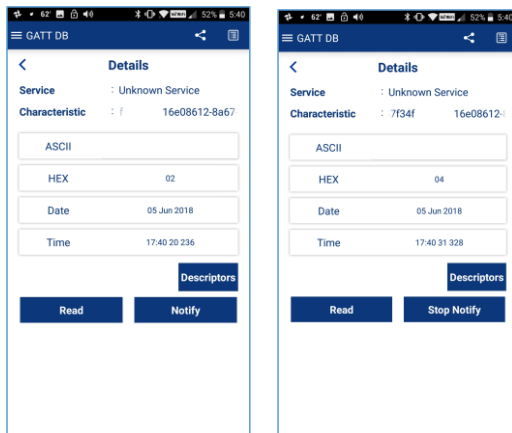 62° 52% 5:40
GATT DB
Details
Service : Unknown Service
Characteristic : f 16e08612-8a67
ASCII
HEX 02
Date 05 Jun 2018
Time 17:40 20 236
Descriptors
Read Notify
62° 52% 5:40
GATT DB
Details
Service : Unknown Service
Characteristic : 7f34f 16e08612-
ASCII
HEX 04
Date 05 Jun 2018
Time 17:40 31 328
Descriptors
Read Stop Notify